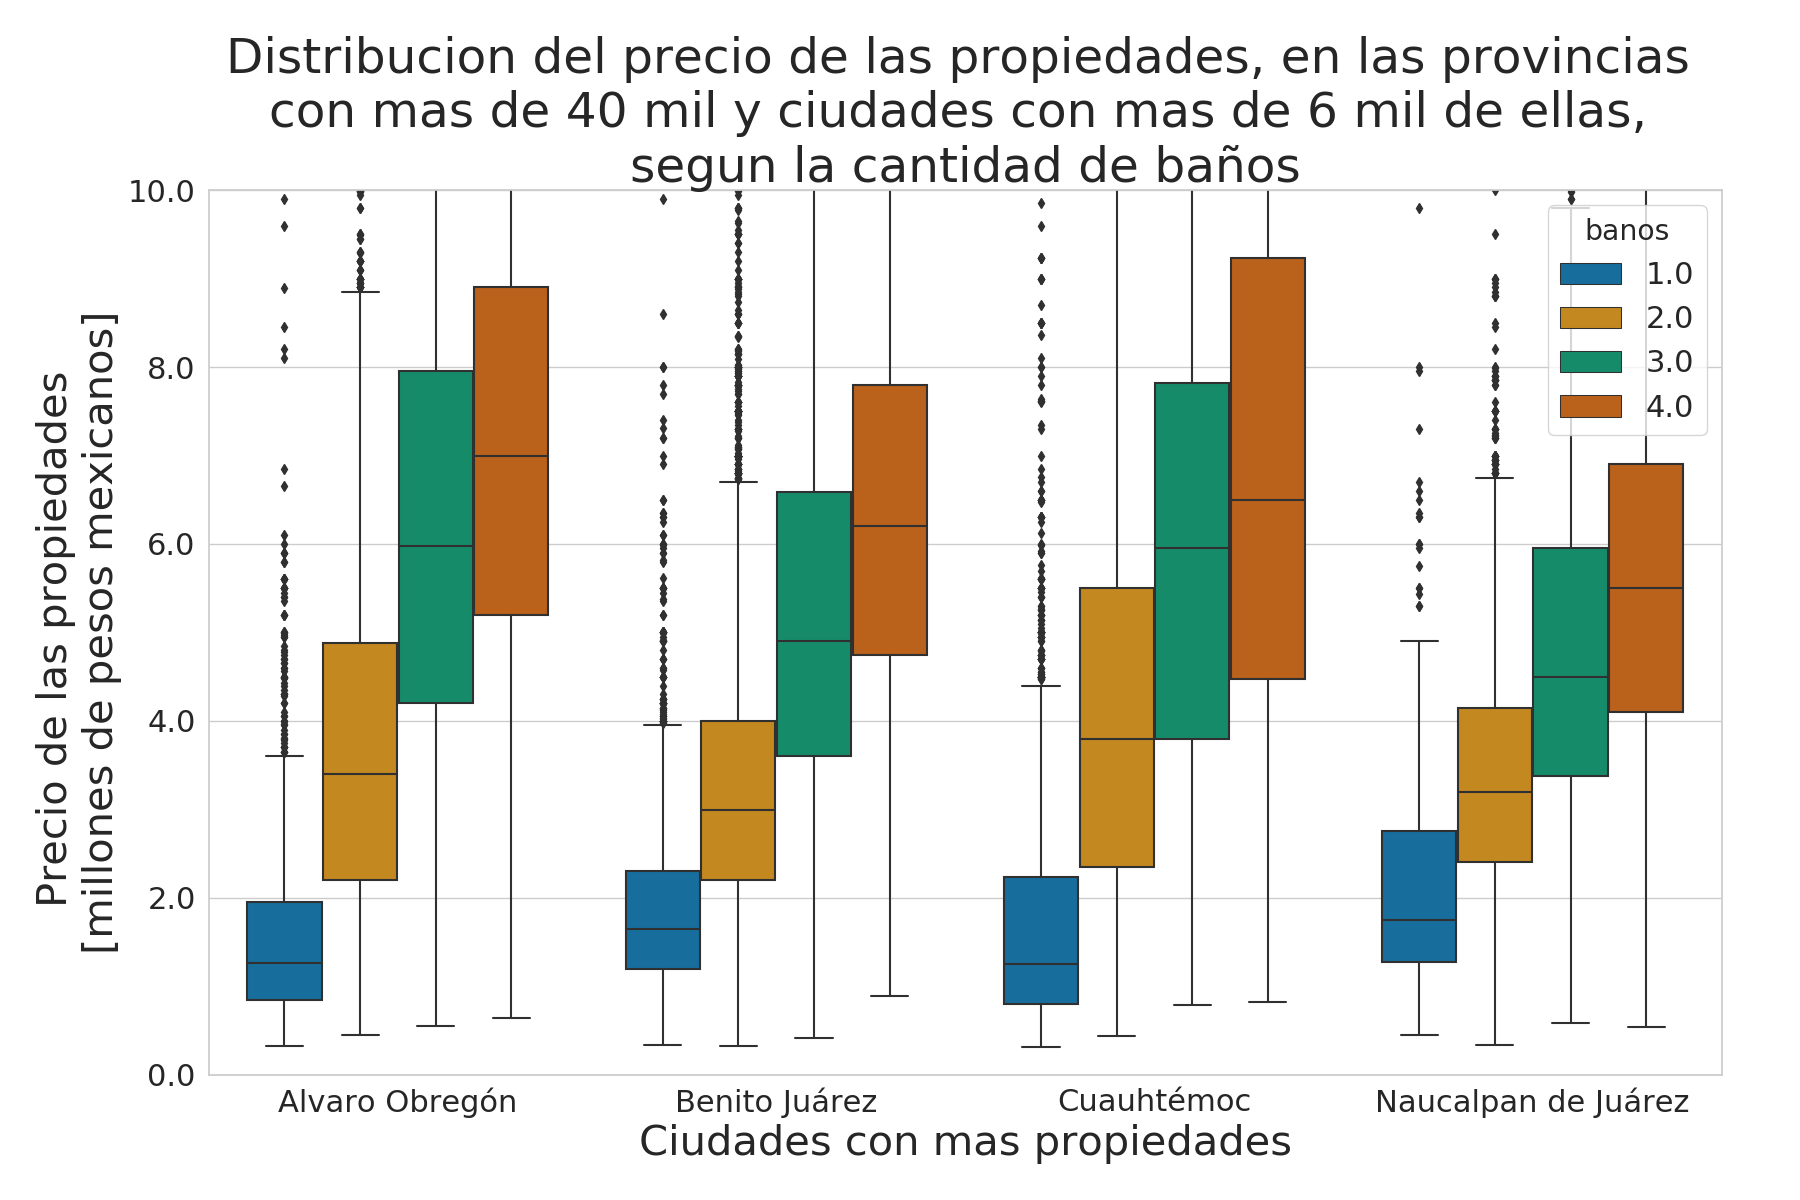 Distribucion del precio de las propiedades, en las provincias
con mas de 40 mil y ciudades con mas de 6 mil de ellas,
segun la cantidad de baños
Precio de las propiedades
[millones de pesos mexicanos]
10.0
8.0
6.0
4.0
2.0
0.0
banos
1.0
2.0
3.0
4.0
Alvaro Obregón
Benito Juárez
Cuauhtémoc
Naucalpan de Juárez
Ciudades con mas propiedades